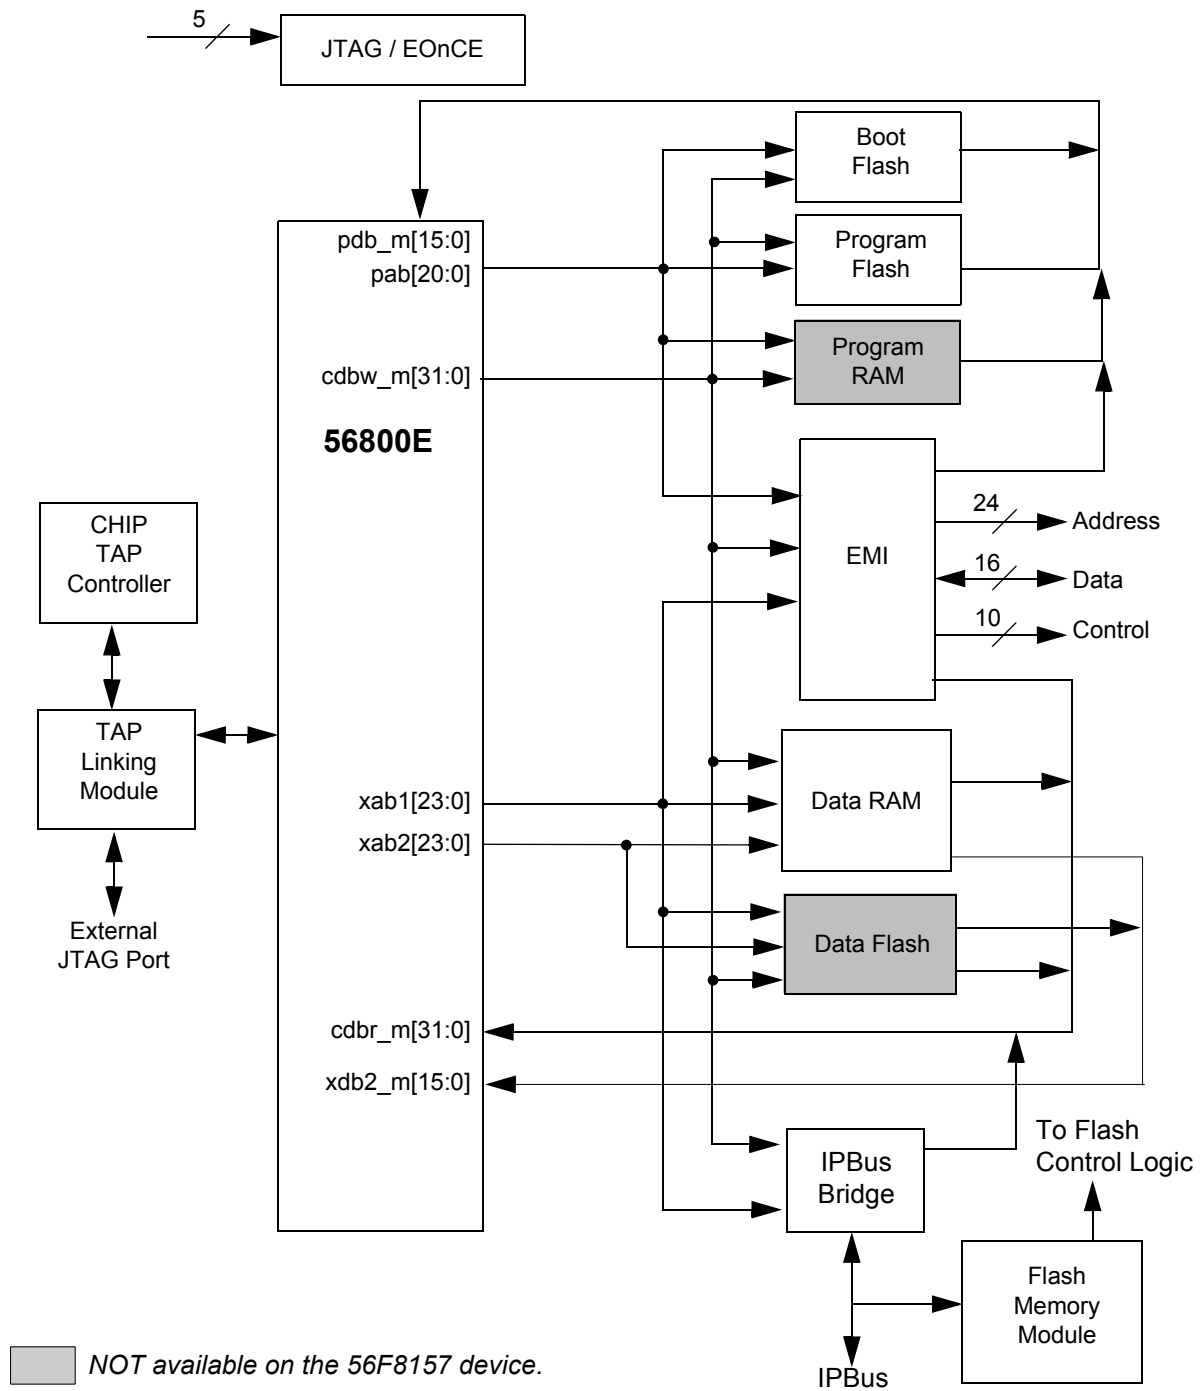 5
JTAG / EOnCE
Boot
Flash
pdb_m[15:0]
pab[20:0]
Program
Flash
cdbw_m[31:0]
Program
RAM
56800E
CHIP
TAP
Controller
EMI
24
Address
16
Data
10
Control
TAP
Linking
Module
xab1[23:0]
xab2[23:0]
Data RAM
External
JTAG Port
Data Flash
cdbr_m[31:0]
xdb2_m[15:0]
IPBus
Bridge
To Flash
Control Logic
Flash
Memory
Module
IPBus
NOT available on the 56F8157 device.